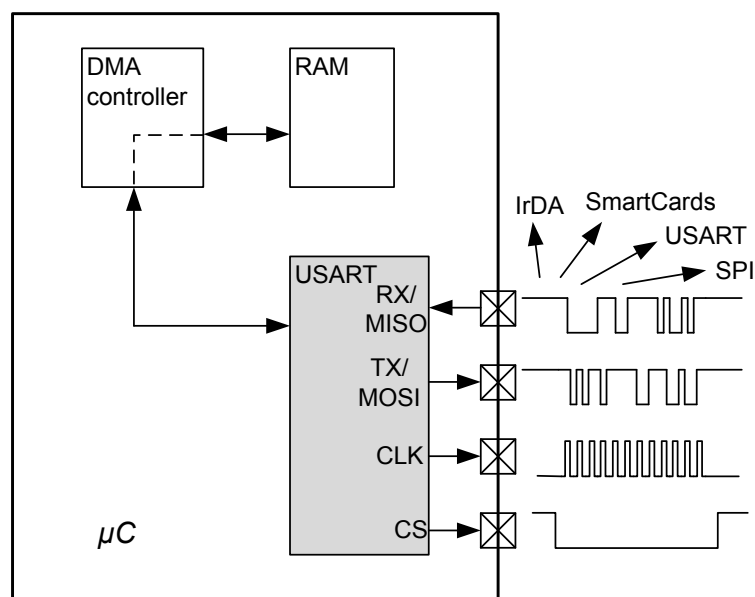 DMA
controller
RAM
IrDA
SmartCards
USART
SPI
USART
RX/
MISO
TX/
MOSI
CLK
CS
µC